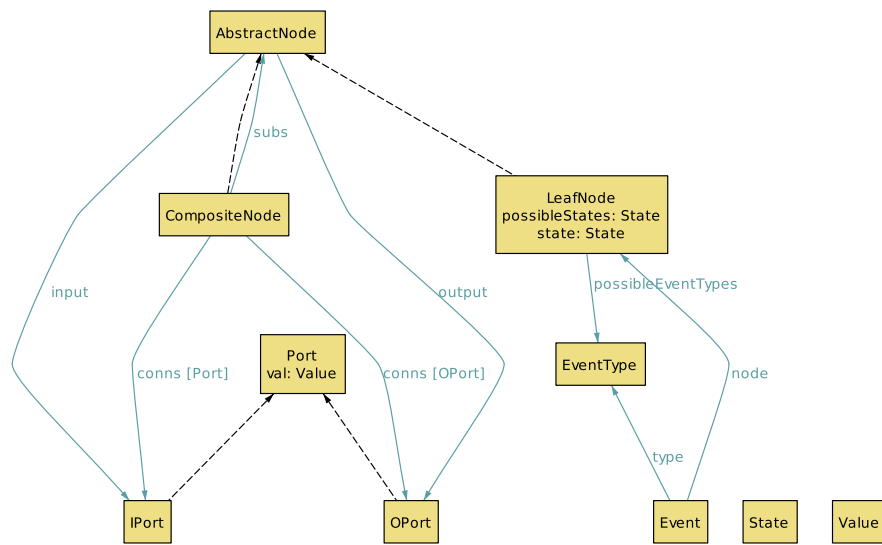 AbstractNode
subs
CompositeNode
LeafNode
possibleStates: State
state: State
input
output
possibleEventTypes
Port
val: Value
conns [Port]
conns [OPort]
EventType
node
type
IPort
OPort
Event
State
Value